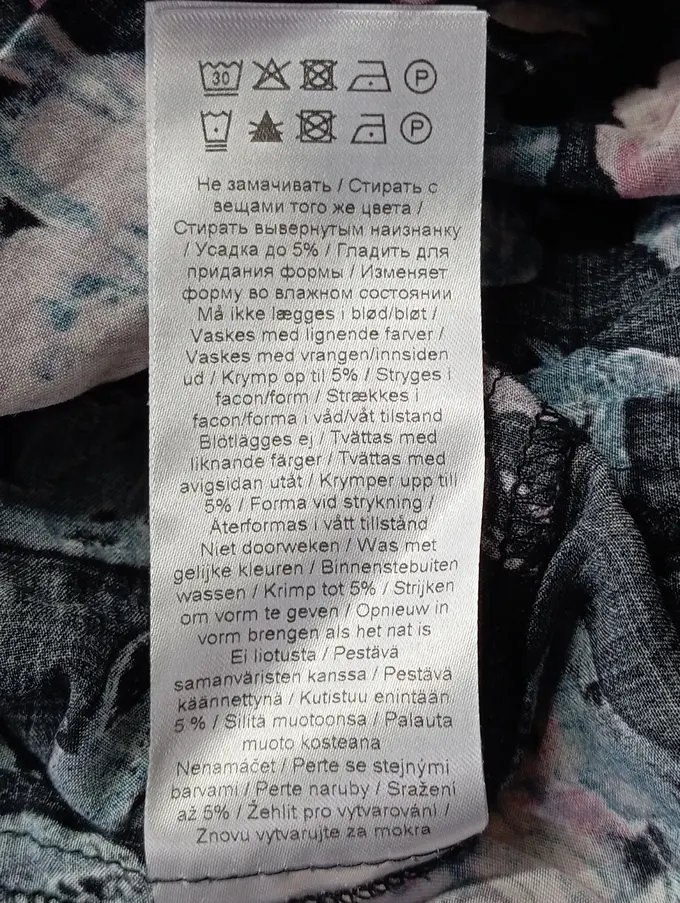 30 P
P
Не замачивать / Стирать с
вещами того же цвета /
Стирать вывернутым наизнанку
/ Усадка до 5% / Гладить для
придания формы / Изменяет
форму во влажном состоянии
Må ikke lægges i blød/bløt /
Vaskes med lignende farver /
Vaskes med vrangen/innsiden
ud / Krymp op til 5% / Stryges i
facon/form / Strækkes i
facon/forma i våd/våt tilstand
Blötlägges ej / Tvättas med
liknande färger / Tvättas med
avigsidan utåt / Krymper upp till
5% / Forma vid strykning /
Återformas i vått tillstånd
Niet doorweken / Was met
gelijke kleuren / Binnenstebuiten
wassen / Krimp tot 5% / Strijken
om vorm te geven / Opnieuw in
vorm brengen als het nat is
Ei liotusta / Pestävä
samanväristen kanssa / Pestävä
käännettynä / Kutistuu enintään
5 % / Silitä muotoonsa / Palauta
muoto kosteana
Nenamáčet / Perte se stejnými
barvami / Perte naruby / Sražení
až 5% / Žehlit pro vytvarování /
Znovu vytvarujte za mokra